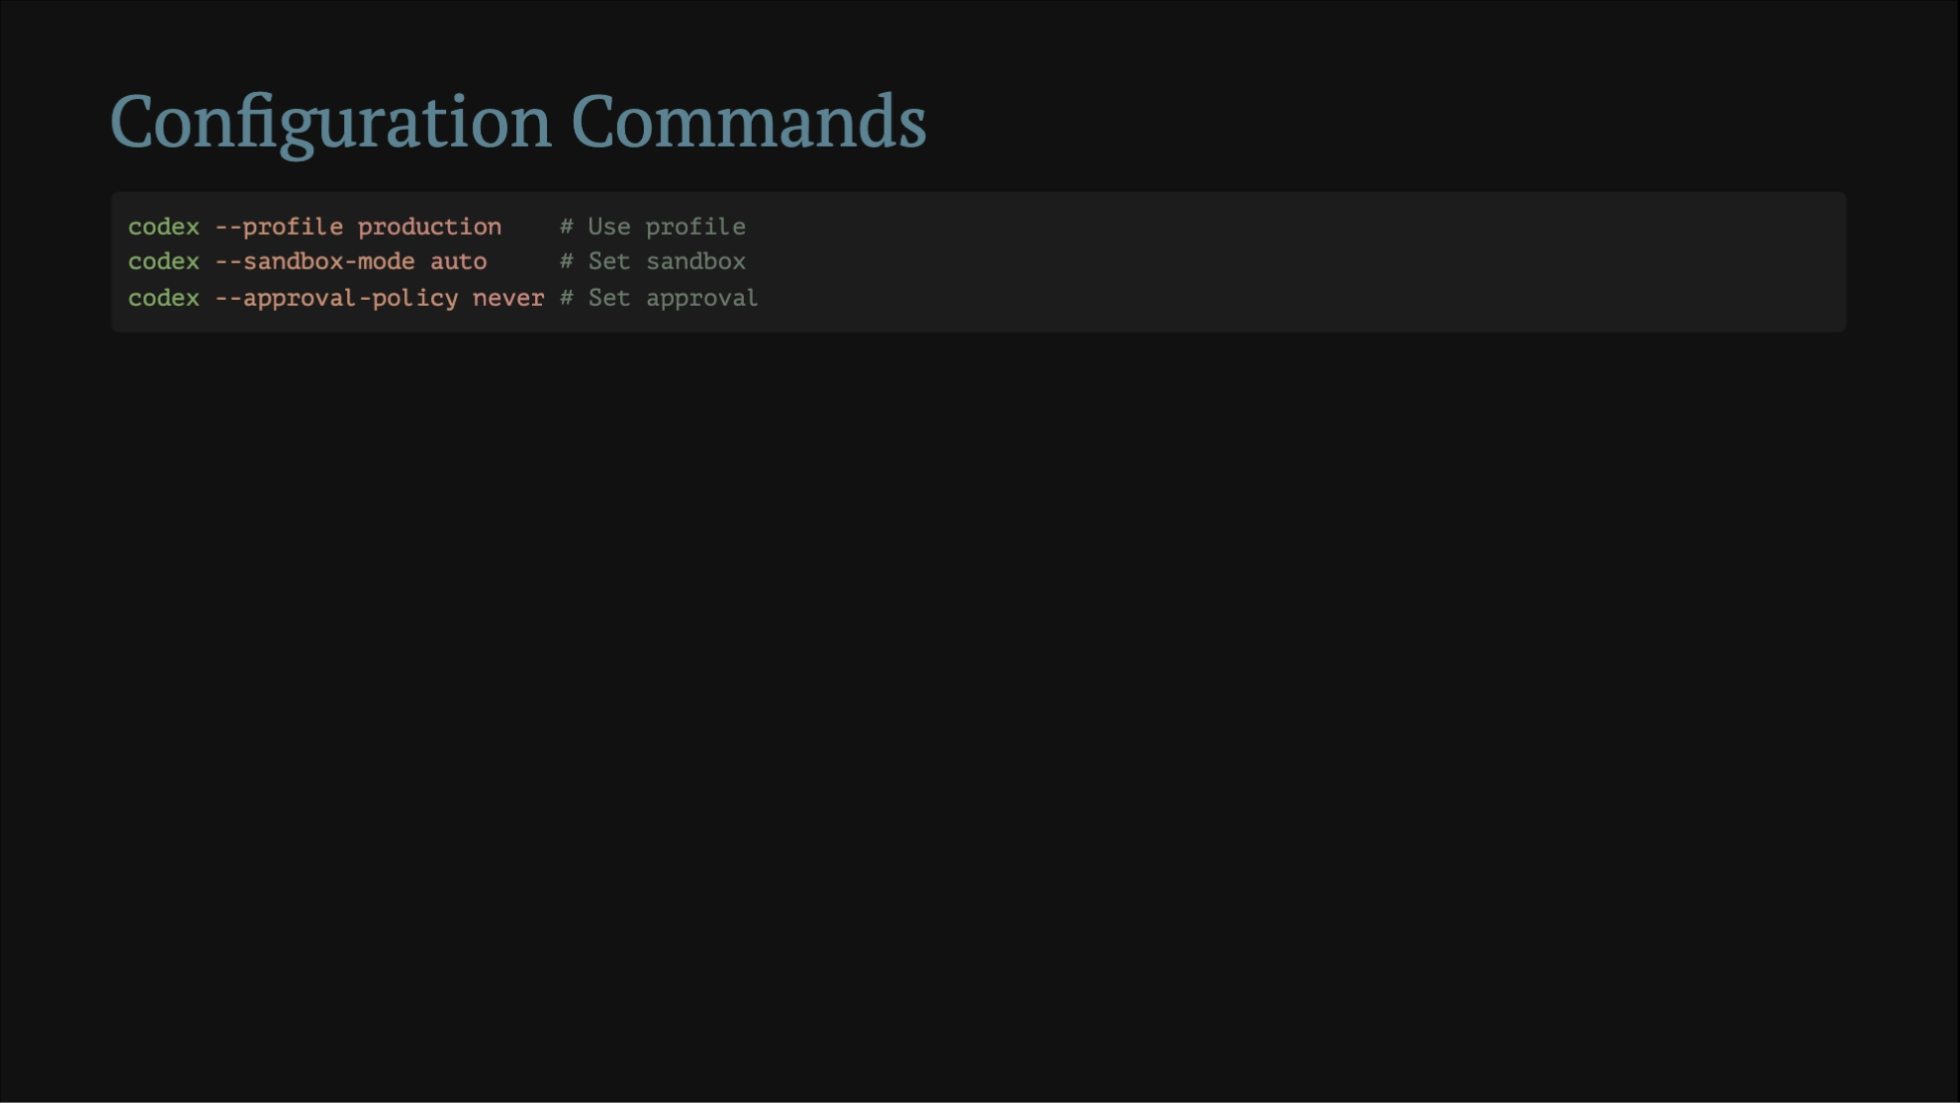 Configuration Commands
codex --profile production    # Use profile
codex --sandbox-mode auto     # Set sandbox
codex --approval-policy never # Set approval